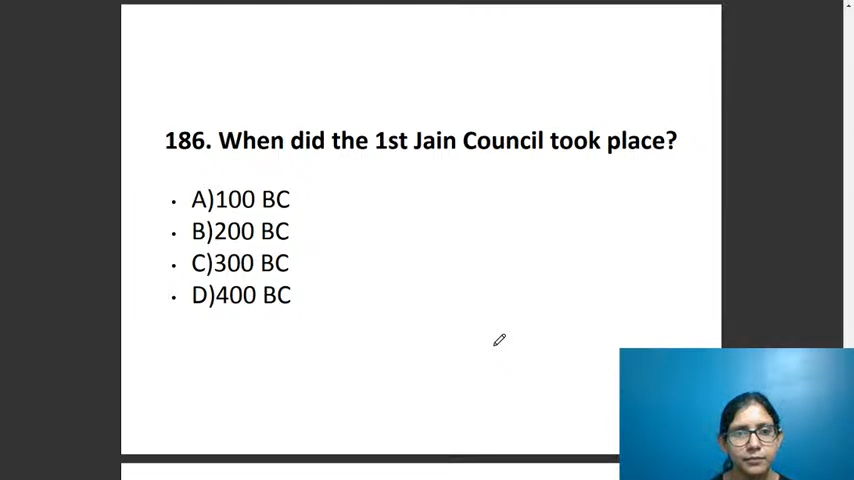 186. When did the 1st Jain Council took place?
• A)100 BC
• B)200 BC
• C)300 BC
• D)400 BC